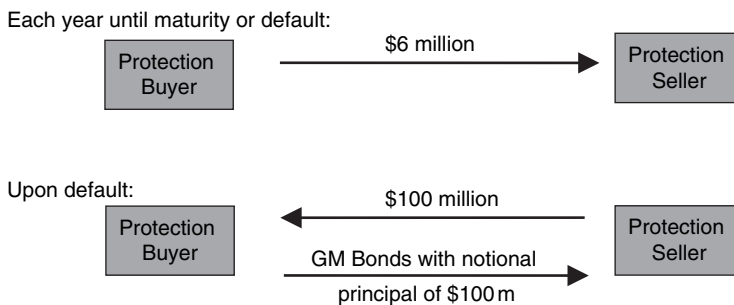 Each year until maturity or default:
$6 million
Protection
Buyer
Protection
Seller
Upon default:
$100 million
Protection
Buyer
Protection
Seller
GM Bonds with notional
principal of $100 m